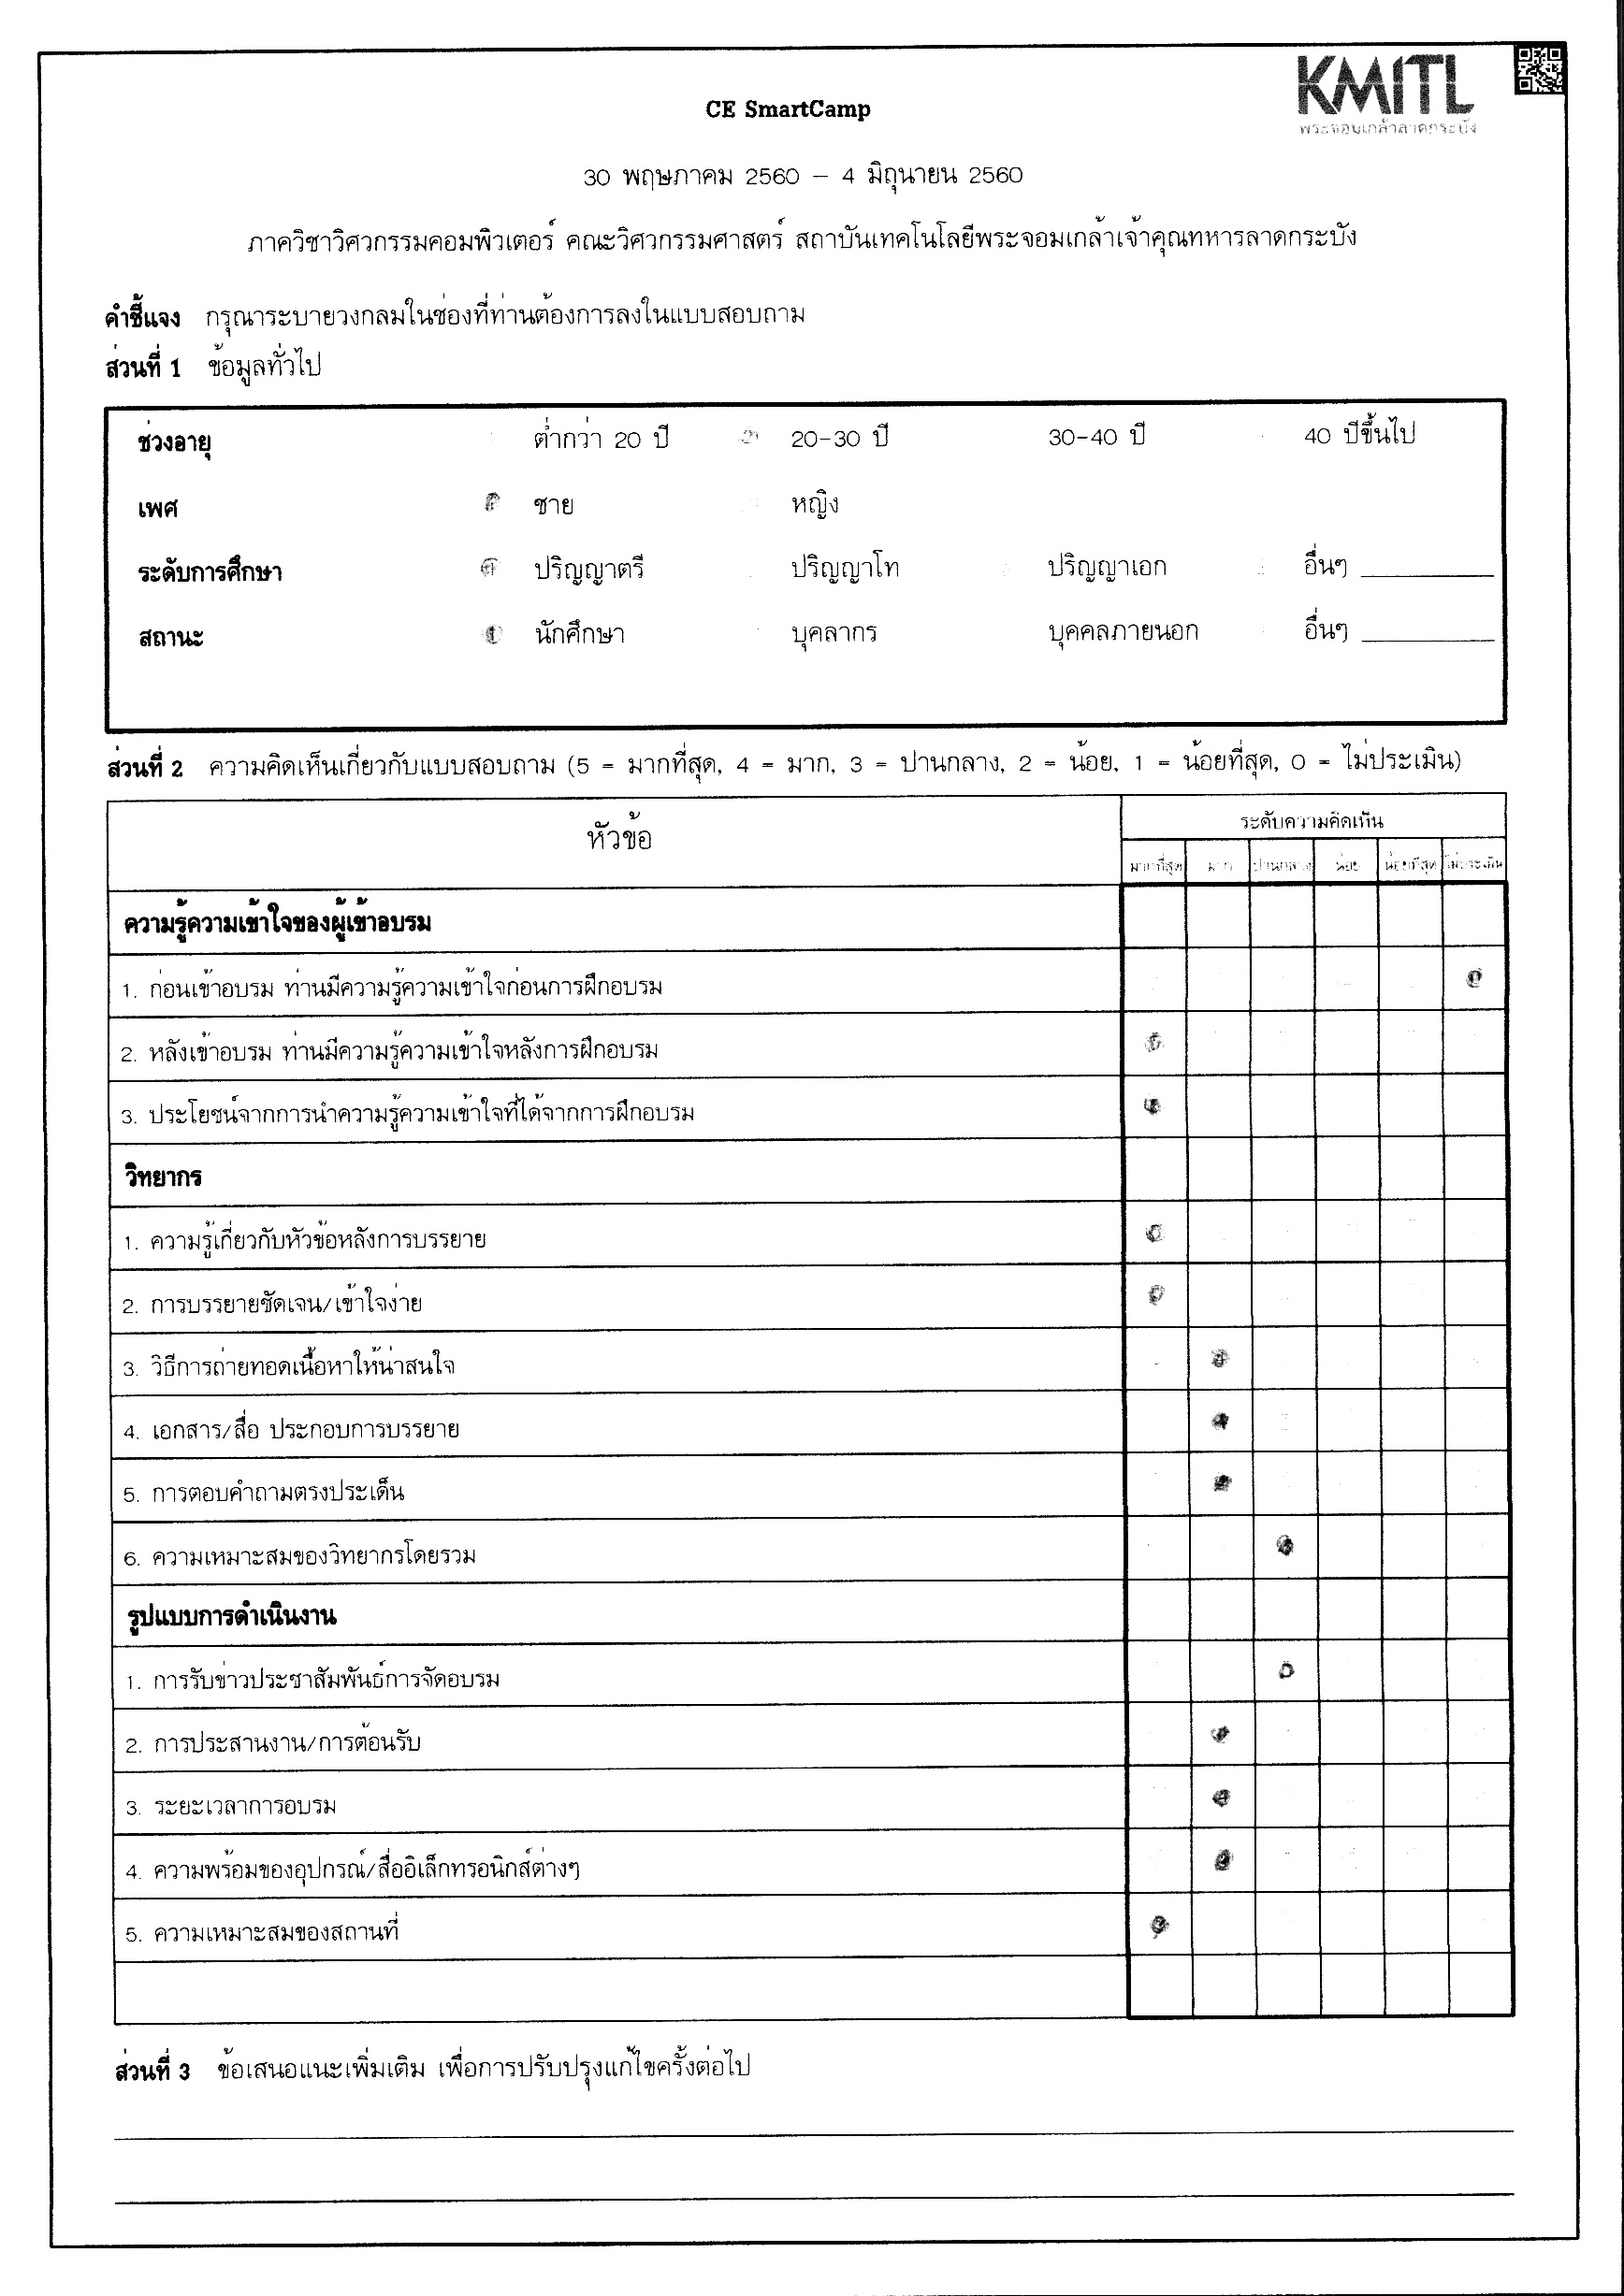 KMITL
พระจอมเกล้าลาดกระบัง
CE SmartCamp
30 พฤษภาคม 2560 – 4 มิถุนายน 2560
ภาควิชาวิศวกรรมคอมพิวเตอร์ คณะวิศวกรรมศาสตร์ สถาบันเทคโนโลยีพระจอมเกล้าเจ้าคุณทหารลาดกระบัง
คำชี้แจง กรุณาระบายวงกลมในช่องที่ท่านต้องการลงในแบบสอบถาม
ส่วนที่ 1 ข้อมูลทั่วไป
ช่วงอายุ ต่ำกว่า 20 ปี 20-30 ปี 30-40 ปี 40 ปีขึ้นไป
เพศ ชาย หญิง
ระดับการศึกษา ปริญญาตรี ปริญญาโท ปริญญาเอก อื่นๆ
สถานะ นักศึกษา บุคลากร บุคคลภายนอก อื่นๆ
ส่วนที่ 2 ความคิดเห็นเกี่ยวกับแบบสอบถาม (5 = มากที่สุด, 4 = มาก, 3 = ปานกลาง, 2 = น้อย, 1 = น้อยที่สุด, 0 = ไม่ประเมิน)
หัวข้อ ระดับความคิดเห็น
มากที่สุด มาก ปานกลาง น้อย น้อยที่สุด ไม่ประเมิน
ความรู้ความเข้าใจของผู้เข้าอบรม
1. ก่อนเข้าอบรม ท่านมีความรู้ความเข้าใจก่อนการฝึกอบรม
2. หลังเข้าอบรม ท่านมีความรู้ความเข้าใจหลังการฝึกอบรม
3. ประโยชน์จากการนำความรู้ความเข้าใจที่ได้จากการฝึกอบรม
วิทยากร
1. ความรู้เกี่ยวกับหัวข้อหลังการบรรยาย
2. การบรรยายชัดเจน/เข้าใจง่าย
3. วิธีการถ่ายทอดเนื้อหาให้น่าสนใจ
4. เอกสาร/สื่อ ประกอบการบรรยาย
5. การตอบคำถามตรงประเด็น
6. ความเหมาะสมของวิทยากรโดยรวม
รูปแบบการดำเนินงาน
1. การรับข่าวประชาสัมพันธ์การจัดอบรม
2. การประสานงาน/การต้อนรับ
3. ระยะเวลาการอบรม
4. ความพร้อมของอุปกรณ์/สื่ออิเล็กทรอนิกส์ต่างๆ
5. ความเหมาะสมของสถานที่
ส่วนที่ 3 ข้อเสนอแนะเพิ่มเติม เพื่อการปรับปรุงแก้ไขครั้งต่อไป